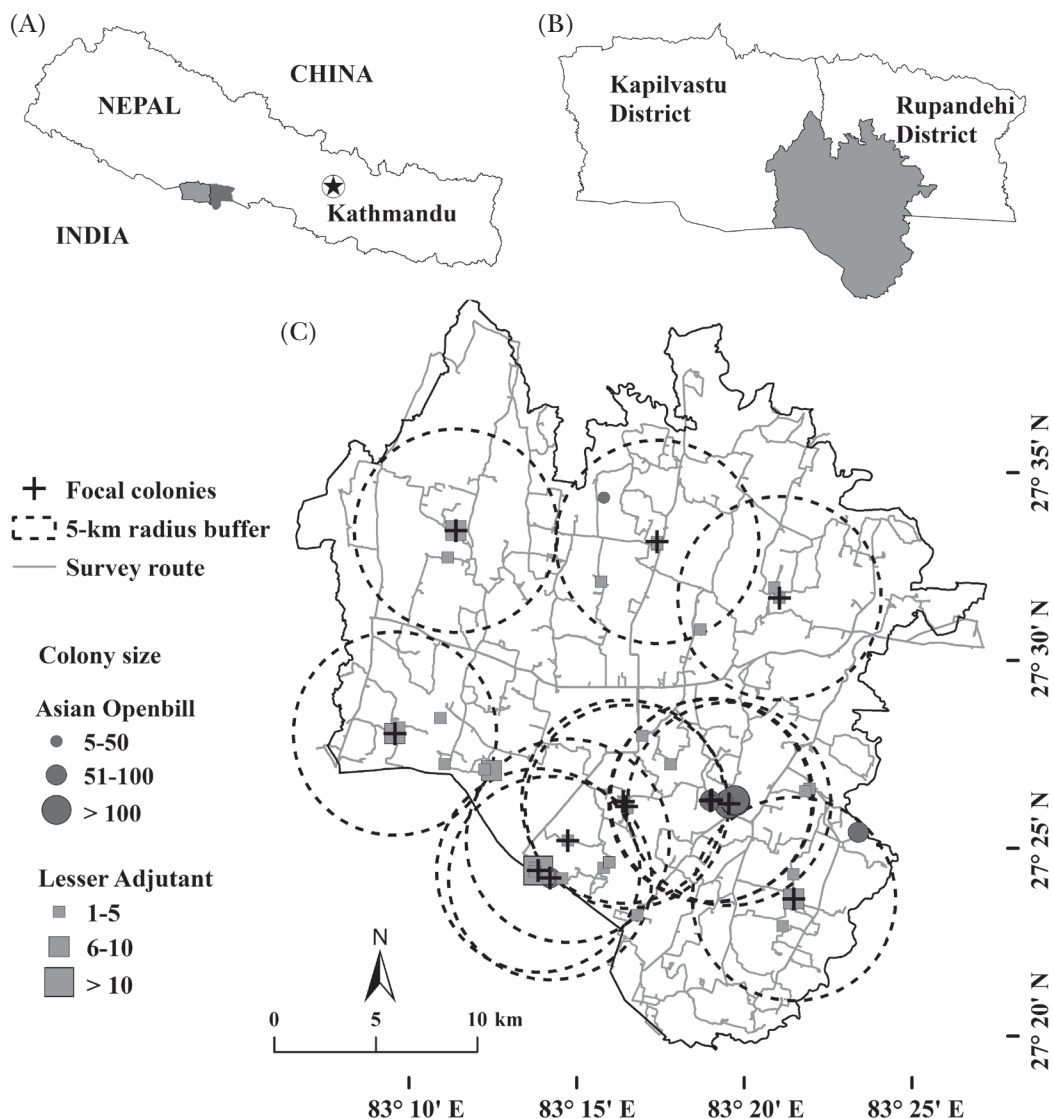 (A)
CHINA
NEPAL
Kathmandu
INDIA
(B)
Kapilvastu
District
Rupandehi
District
(C)
Focal colonies
5-km radius buffer
Survey route
Colony size
Asian Openbill
5-50
51-100
> 100
Lesser Adjutant
1-5
6-10
> 10
N
0 5 10 km
27° 35' N
27° 30' N
27° 25' N
27° 20' N
83° 10' E 83° 15' E 83° 20' E 83° 25' E